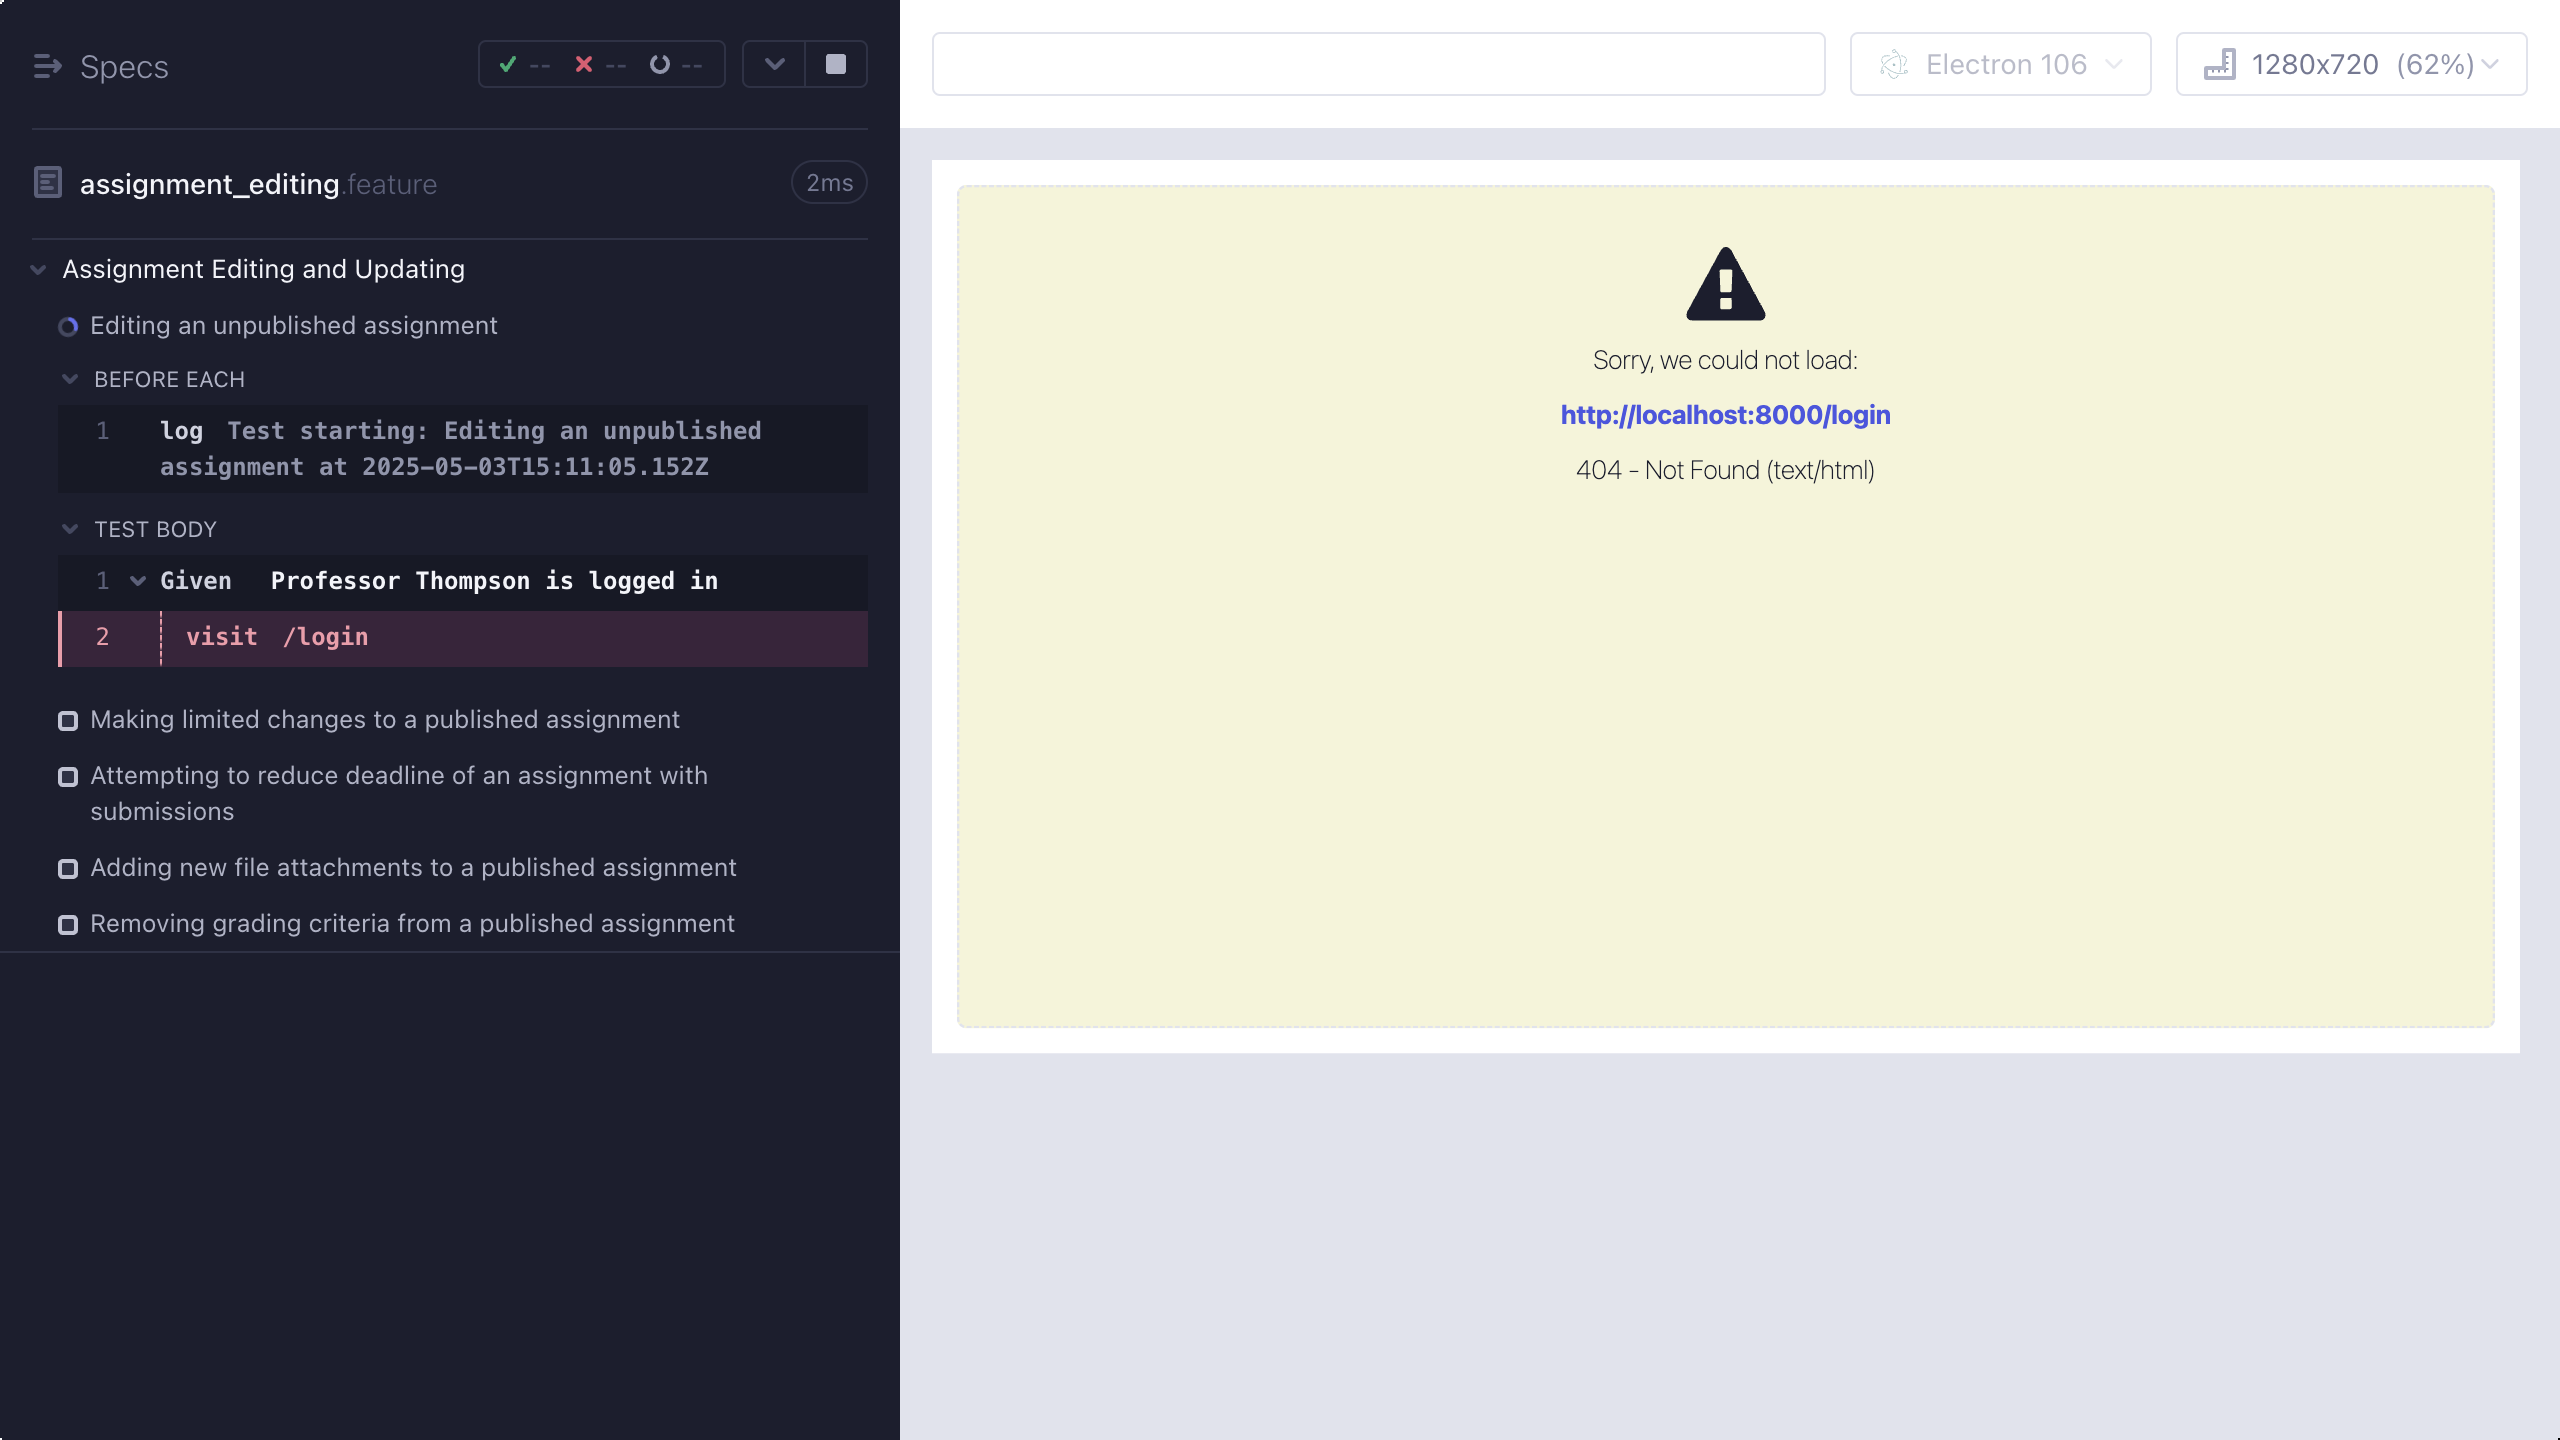 Specs
--
--
--
assignment_editing.feature
2ms
Assignment Editing and Updating
Editing an unpublished assignment
BEFORE EACH
1 log Test starting: Editing an unpublished
assignment at 2025-05-03T15:11:05.152Z
TEST BODY
1 Given Professor Thompson is logged in
2 visit /login
Making limited changes to a published assignment
Attempting to reduce deadline of an assignment with
submissions
Adding new file attachments to a published assignment
Removing grading criteria from a published assignment
Electron 106
1280x720 (62%)
Sorry, we could not load:
http://localhost:8000/login
404 - Not Found (text/html)